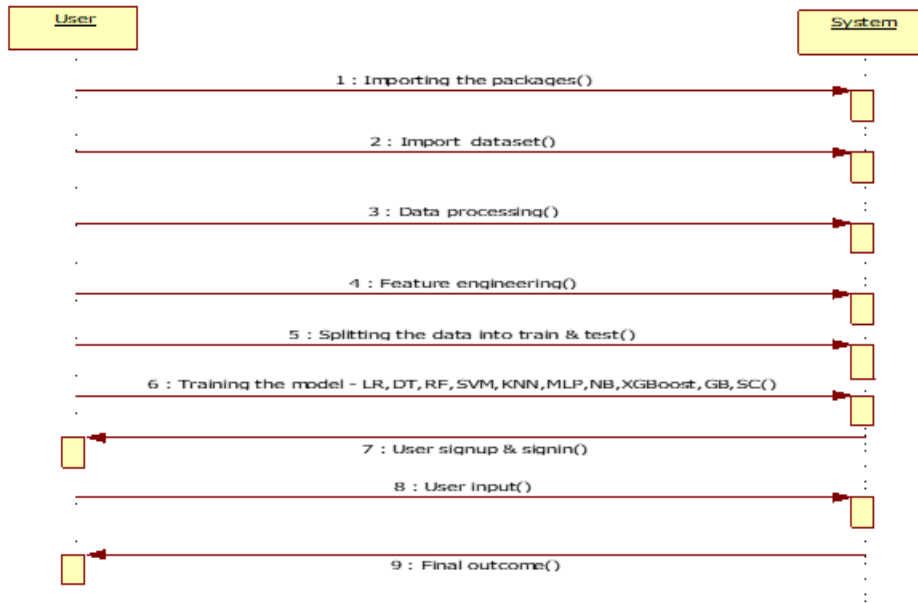 User
System
1 : Importing the packages()
2 : Import dataset()
3 : Data processing()
4 : Feature engineering()
5 : Splitting the data into train & test()
6 : Training the model - LR,DT,RF,SVM,KNN,MLP,NB,XGBoost,GB,SC()
7 : User signup & signin()
8 : User input()
9 : Final outcome()